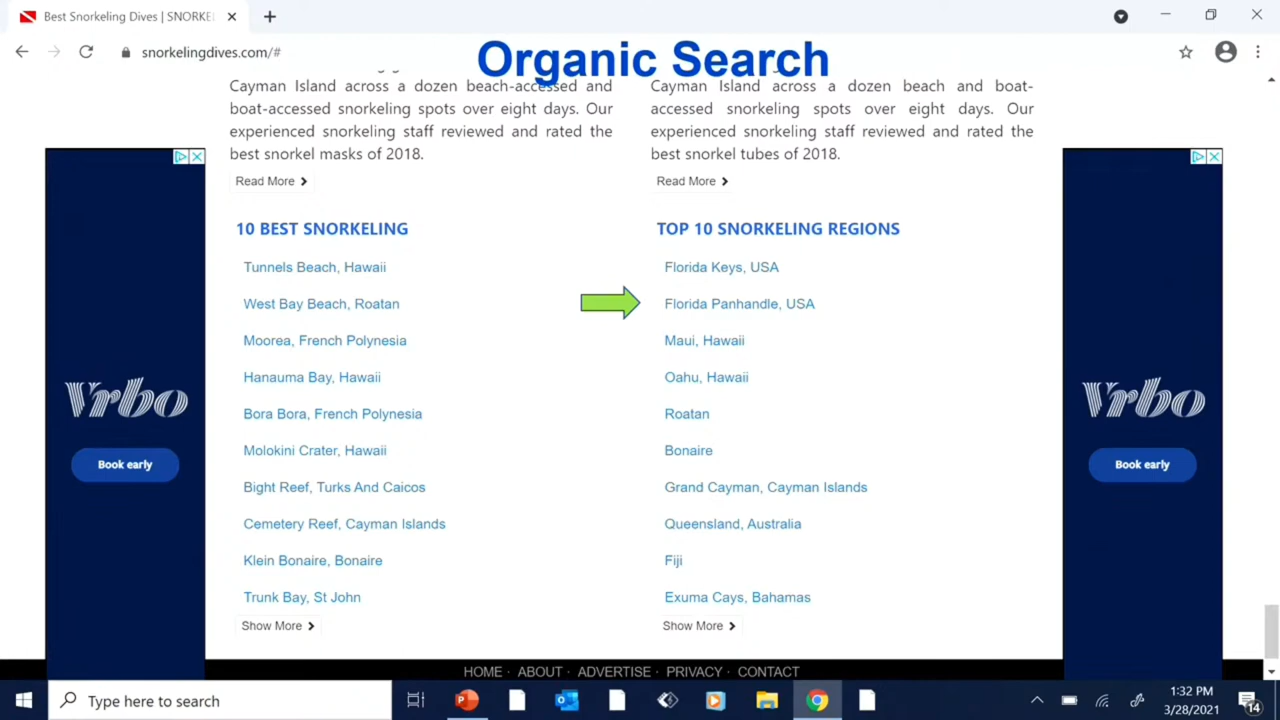 Best Snorkeling Dives | SNORKE
snorkelingdives.com/#
Organic Search
Cayman Island across a dozen beach-accessed and
boat-accessed snorkeling spots over eight days. Our
experienced snorkeling staff reviewed and rated the
best snorkel masks of 2018.
Read More
Cayman Island across a dozen beach and boat-
accessed snorkeling spots over eight days. Our
experienced snorkeling staff reviewed and rated the
best snorkel tubes of 2018.
Read More
10 BEST SNORKELING
Tunnels Beach, Hawaii
West Bay Beach, Roatan
Moorea, French Polynesia
Hanauma Bay, Hawaii
Bora Bora, French Polynesia
Molokini Crater, Hawaii
Bight Reef, Turks And Caicos
Cemetery Reef, Cayman Islands
Klein Bonaire, Bonaire
Trunk Bay, St John
Show More
TOP 10 SNORKELING REGIONS
Florida Keys, USA
Florida Panhandle, USA
Maui, Hawaii
Oahu, Hawaii
Roatan
Bonaire
Grand Cayman, Cayman Islands
Queensland, Australia
Fiji
Exuma Cays, Bahamas
Show More
Vrbo
Book early
Vrbo
Book early
HOME · ABOUT · ADVERTISE · PRIVACY · CONTACT
Type here to search
1:32 PM
3/28/2021
14